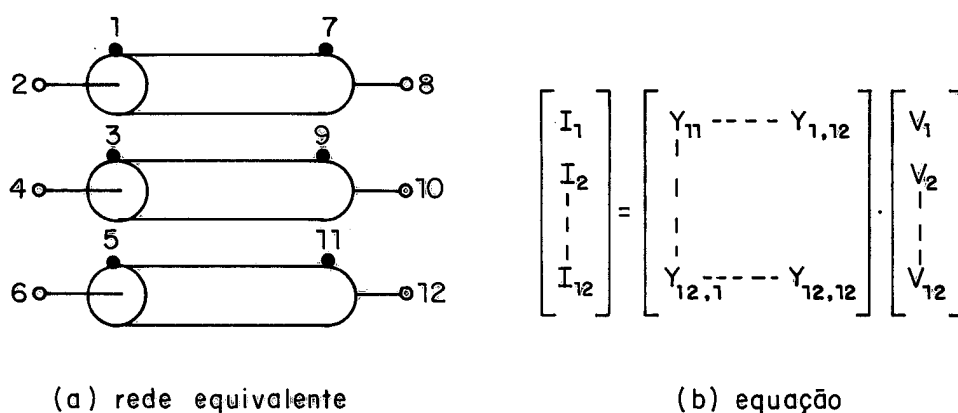 1 7
2 8
3 9
4 10
5 11
6 12
I₁ Y₁₁ ---- Y₁,₁₂ V₁
I₂ = . V₂
I₁₂ Y₁₂,₁ ---- Y₁₂,₁₂ V₁₂
(a) rede equivalente (b) equação